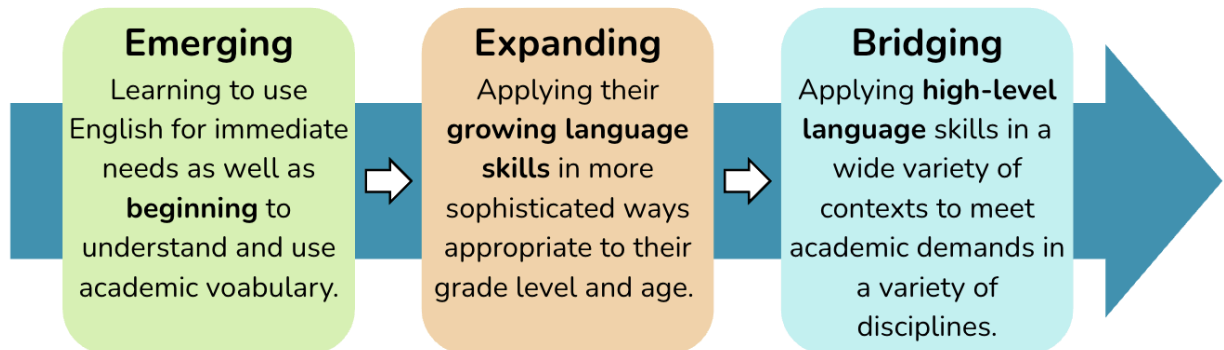 Emerging
Learning to use
English for immediate
needs as well as
beginning to
understand and use
academic voabulary.
Expanding
Applying their
growing language
skills in more
sophisticated ways
appropriate to their
grade level and age.
Bridging
Applying high-level
language skills in a
wide variety of
contexts to meet
academic demands in
a variety of
disciplines.